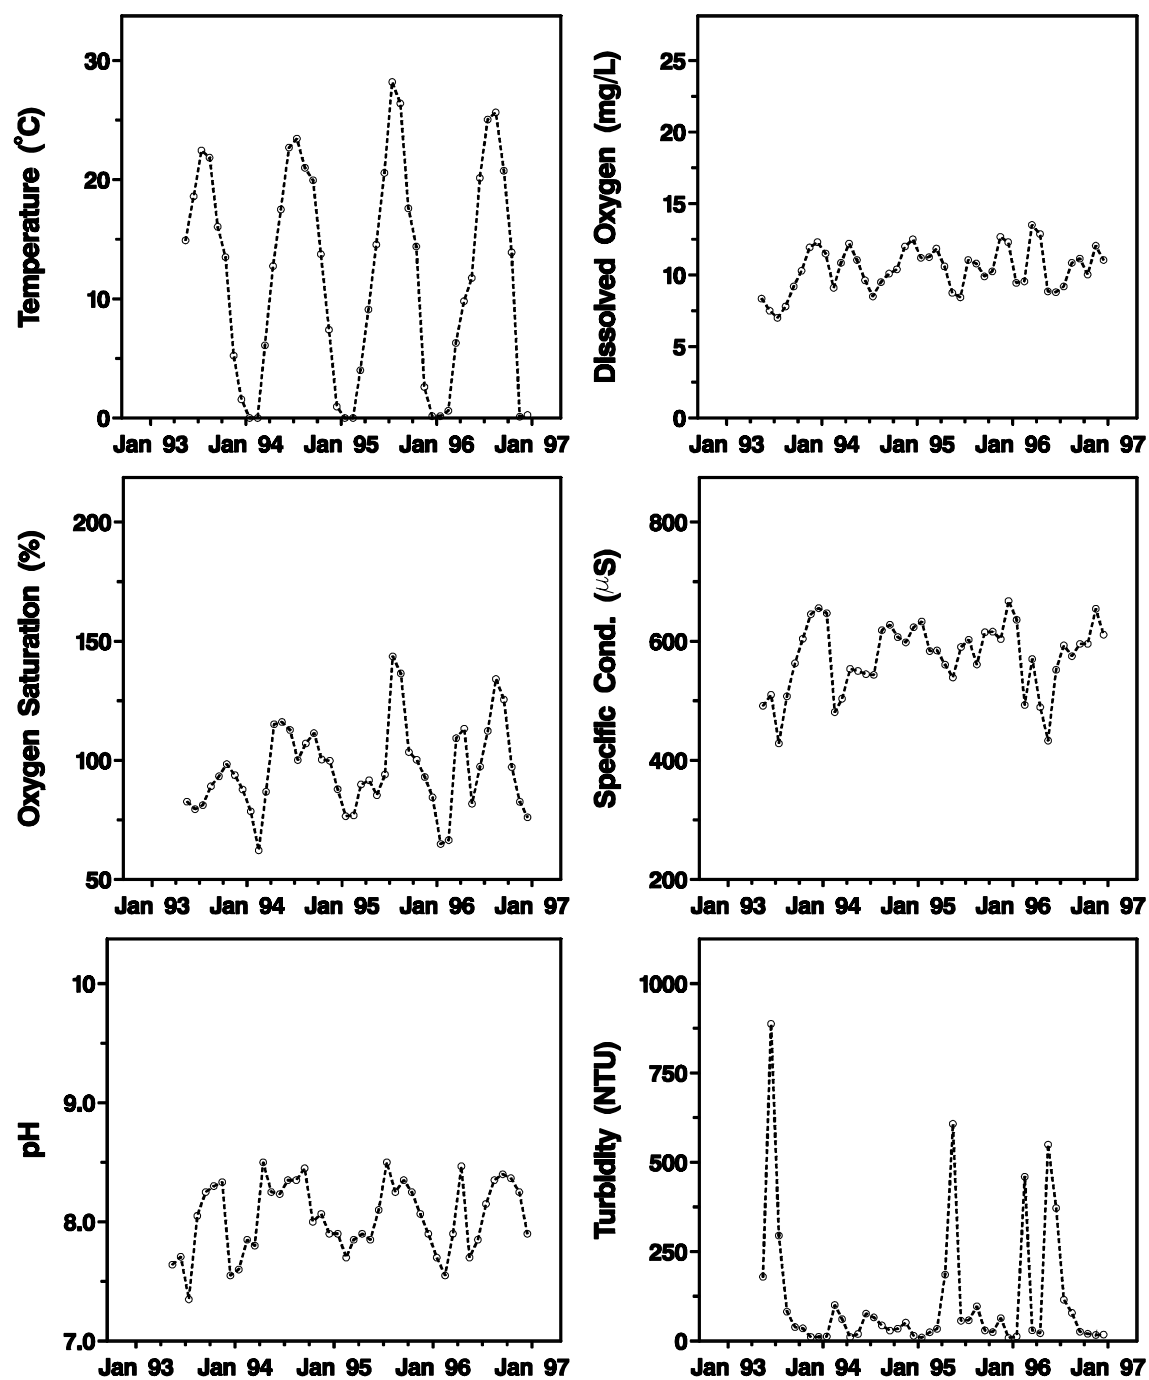 Temperature (°C)
30
20
10
0
Jan 93 Jan 94 Jan 95 Jan 96 Jan 97
Dissolved Oxygen (mg/L)
25
20
15
10
5
0
Jan 93 Jan 94 Jan 95 Jan 96 Jan 97
Oxygen Saturation (%)
200
150
100
50
Jan 93 Jan 94 Jan 95 Jan 96 Jan 97
Specific Cond. (μS)
800
600
400
200
Jan 93 Jan 94 Jan 95 Jan 96 Jan 97
pH
10
9.0
8.0
7.0
Jan 93 Jan 94 Jan 95 Jan 96 Jan 97
Turbidity (NTU)
1000
750
500
250
0
Jan 93 Jan 94 Jan 95 Jan 96 Jan 97